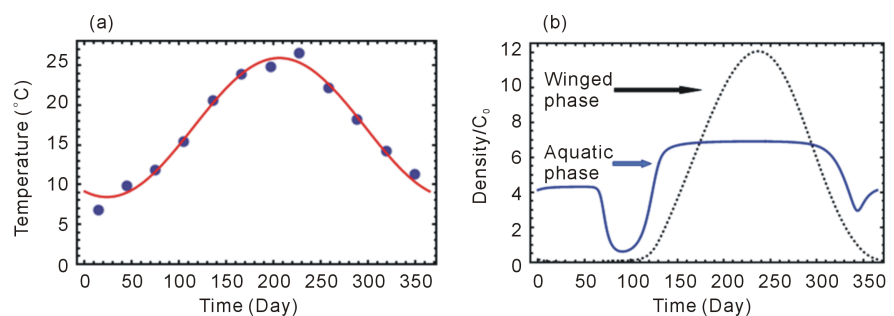 (a)
25
20
15
10
5
0
Temperature (°C)
0 50 100 150 200 250 300 350
Time (Day)
(b)
12
10
8
6
4
2
0
Density/C0
Winged
phase
Aquatic
phase
0 50 100 150 200 250 300 350
Time (Day)